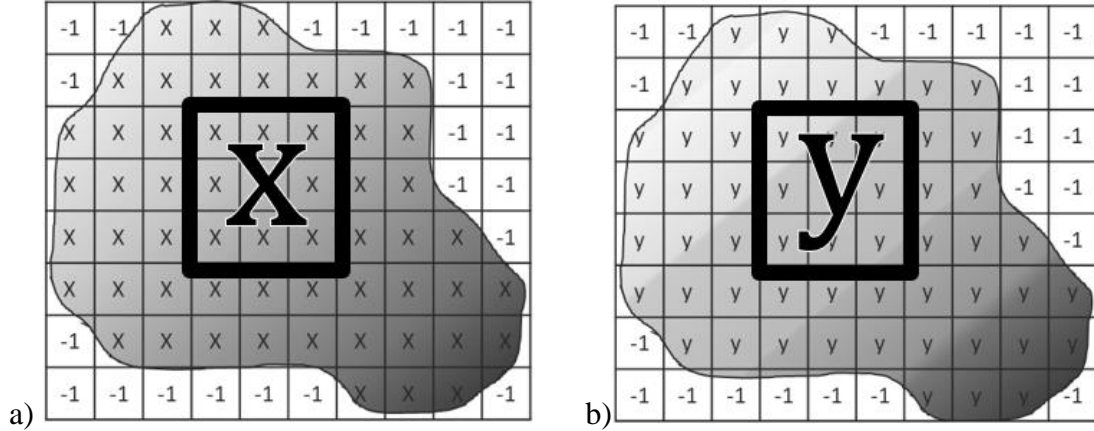 -1 -1 X X X -1 -1 -1 -1 -1
-1 X X X X X X X -1 -1
X X X X X X X X -1 -1
X X X X x X X X -1 -1
X X X X X X X X X -1
X X X X X X X X X X
-1 X X X X X X X X X
-1 -1 -1 -1 -1 -1 X X X -1
a)
-1 -1 y y y -1 -1 -1 -1 -1
-1 y y y y y y y -1 -1
y y y y y y y -1 -1
y y y y y y y y -1 -1
y y y y y y y y y -1
y y y y y y y y y y
-1 y y y y y y y y y
-1 -1 -1 -1 -1 -1 y y y -1
b)